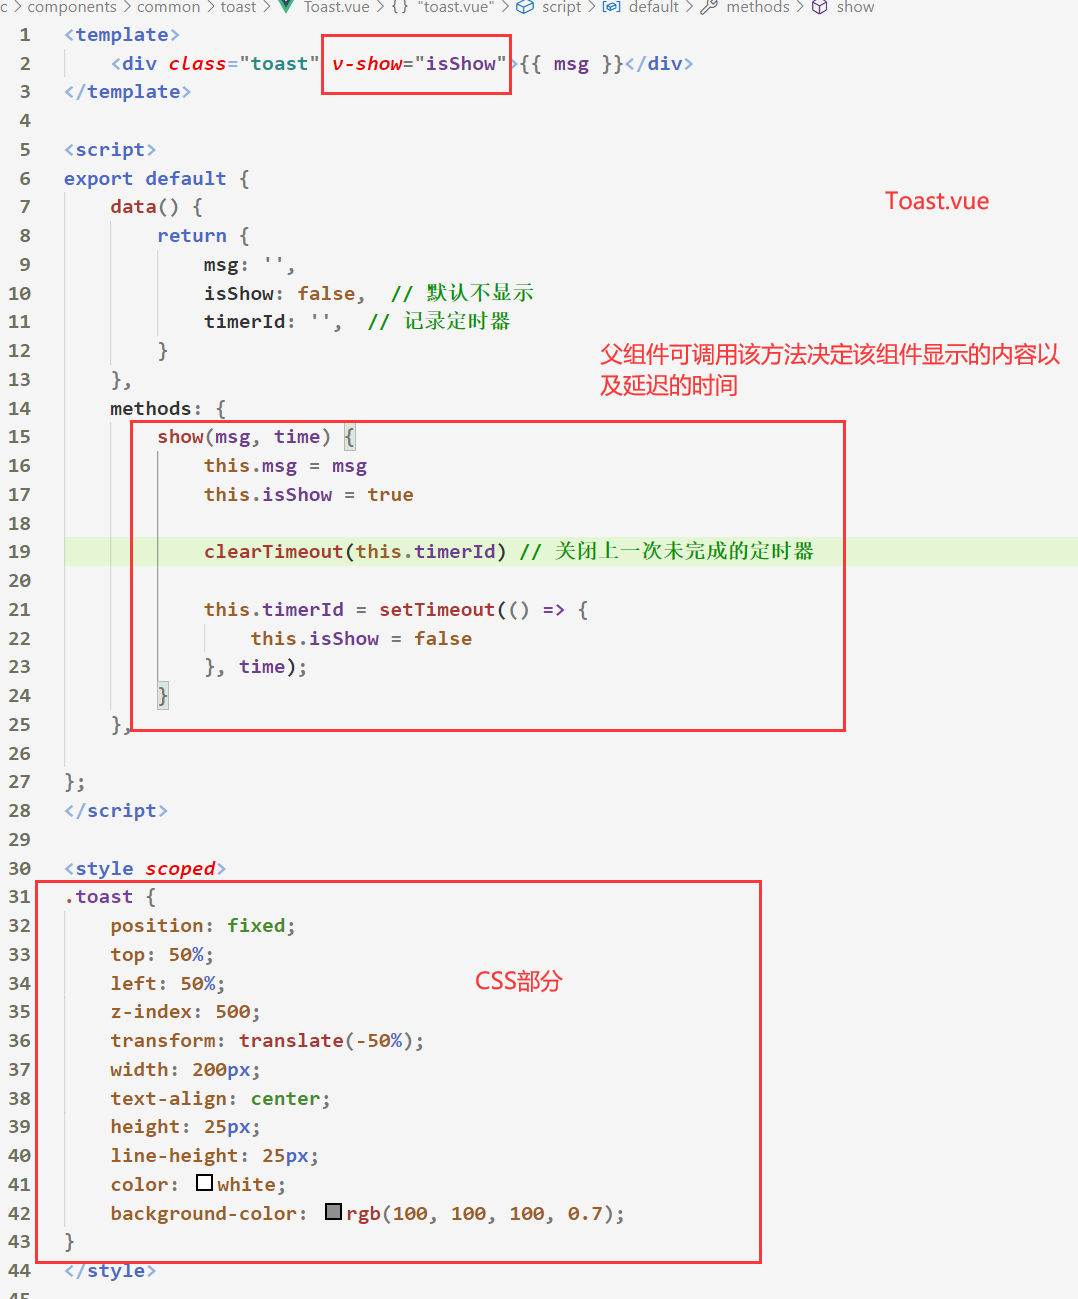 c > components > common > toast > Toast.vue > {} "toast.vue" > script > default > methods > show
1 <template>
2 <div class="toast" v-show="isShow">{{ msg }}</div>
3 </template>
4
5 <script>
6 export default {
7 data() {
Toast.vue
8 return {
9 msg: '',
10 isShow: false, // 默认不显示
11 timerId: '', // 记录定时器
12 }
父组件可调用该方法决定该组件显示的内容以
及延迟的时间
13 },
14 methods: {
15 show(msg, time) {
16 this.msg = msg
17 this.isShow = true
18
19 clearTimeout(this.timerId) // 关闭上一次未完成的定时器
20
21 this.timerId = setTimeout(() => {
22 this.isShow = false
23 }, time);
24 }
25 },
26
27 };
28 </script>
29
30 <style scoped>
31 .toast {
32 position: fixed;
33 top: 50%;
34 left: 50%;
CSS部分
35 z-index: 500;
36 transform: translate(-50%);
37 width: 200px;
38 text-align: center;
39 height: 25px;
40 line-height: 25px;
41 color: white;
42 background-color: rgb(100, 100, 100, 0.7);
43 }
44 </style>
45